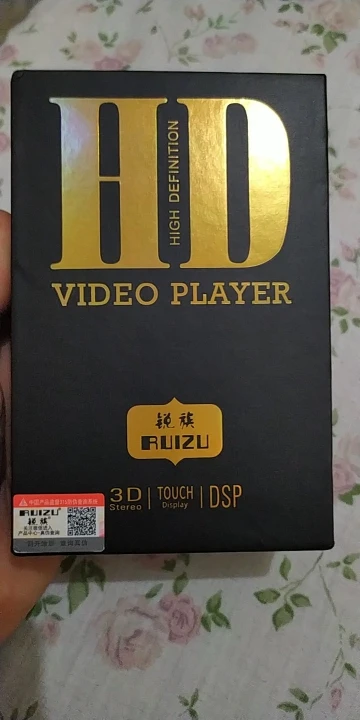 HD
HIGH DEFINITION
VIDEO PLAYER
锐族
RUIZU
3D | TOUCH | DSP
Stereo Display
RUIZU
锐族